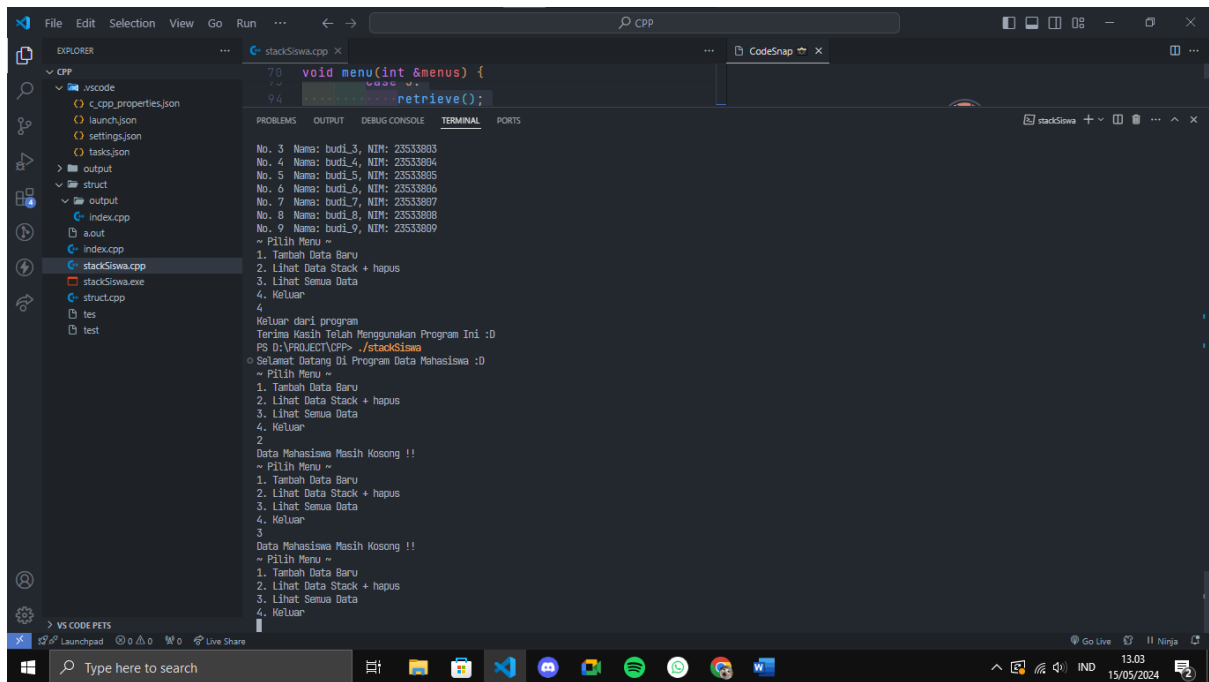 File Edit Selection View Go Run ··· ← → CPP
EXPLORER ···
CPP
.vscode
c_cpp_properties.json
launch.json
settings.json
tasks.json
output
struct
output
index.cpp
a.out
index.cpp
stackSiswa.cpp
stackSiswa.exe
struct.cpp
tes
test
VS CODE PETS
4
stackSiswa.cpp ×
CodeSnap ×
70 void menu(int &menus) {
94 ············retrieve();
PROBLEMS OUTPUT DEBUG CONSOLE TERMINAL PORTS
stackSiswa
No. 3 Nama: budi_3, NIM: 23533803
No. 4 Nama: budi_4, NIM: 23533804
No. 5 Nama: budi_5, NIM: 23533805
No. 6 Nama: budi_6, NIM: 23533806
No. 7 Nama: budi_7, NIM: 23533807
No. 8 Nama: budi_8, NIM: 23533808
No. 9 Nama: budi_9, NIM: 23533809
~ Pilih Menu ~
1. Tambah Data Baru
2. Lihat Data Stack + hapus
3. Lihat Semua Data
4. Keluar
4
Keluar dari program
Terima Kasih Telah Menggunakan Program Ini :D
PS D:\PROJECT\CPP> ./stackSiswa
Selamat Datang Di Program Data Mahasiswa :D
~ Pilih Menu ~
1. Tambah Data Baru
2. Lihat Data Stack + hapus
3. Lihat Semua Data
4. Keluar
2
Data Mahasiswa Masih Kosong !!
~ Pilih Menu ~
1. Tambah Data Baru
2. Lihat Data Stack + hapus
3. Lihat Semua Data
4. Keluar
3
Data Mahasiswa Masih Kosong !!
~ Pilih Menu ~
1. Tambah Data Baru
2. Lihat Data Stack + hapus
3. Lihat Semua Data
4. Keluar
Launchpad 0 0 0 Live Share
Go Live Ninja
Type here to search
IND
13.03
15/05/2024
2